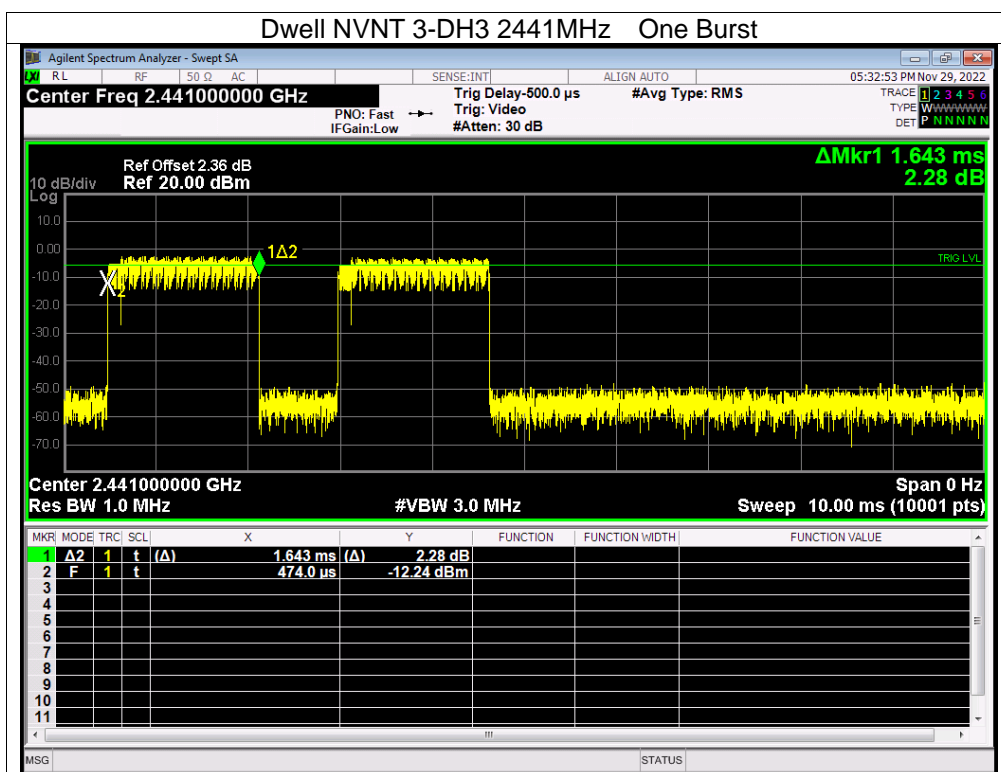 Dwell NVNT 3-DH3 2441MHz One Burst
Agilent Spectrum Analyzer - Swept SA
LXI RL RF 50 Ω AC SENSE:INT ALIGN AUTO 05:32:53 PM Nov 29, 2022
Center Freq 2.441000000 GHz
PNO: Fast
IFGain:Low
Trig Delay-500.0 µs
Trig: Video
#Atten: 30 dB
#Avg Type: RMS
TRACE 1 2 3 4 5 6
TYPE WWWWWW
DET P N N N N N
ΔMkr1 1.643 ms
2.28 dB
Ref Offset 2.36 dB
10 dB/div Ref 20.00 dBm
Log
10.0
0.00
-10.0
-20.0
-30.0
-40.0
-50.0
-60.0
-70.0
1Δ2
X2
TRIG LVL
Center 2.441000000 GHz Span 0 Hz
Res BW 1.0 MHz #VBW 3.0 MHz Sweep 10.00 ms (10001 pts)
MKR MODE TRC SCL X Y FUNCTION FUNCTION WIDTH FUNCTION VALUE
1 Δ2 1 t (Δ) 1.643 ms (Δ) 2.28 dB
2 F 1 t 474.0 µs -12.24 dBm
3
4
5
6
7
8
9
10
11
MSG STATUS